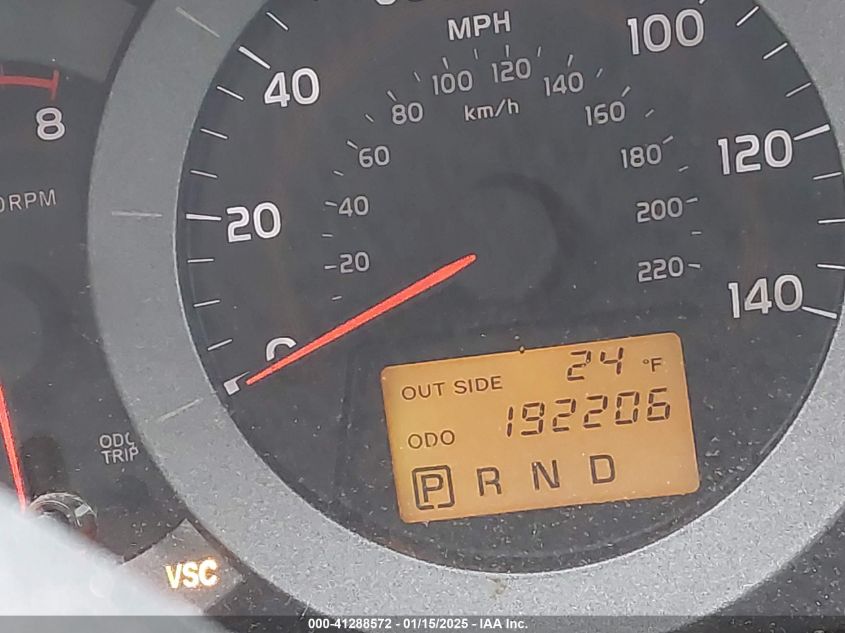 MPH
km/h
0
20
40
100
120
140
20
40
60
80
100
120
140
160
180
200
220
8
RPM
OUT SIDE 24 °F
ODO 192206
P R N D
ODO
TRIP
VSC
000-41288572 - 01/15/2025 - IAA Inc.